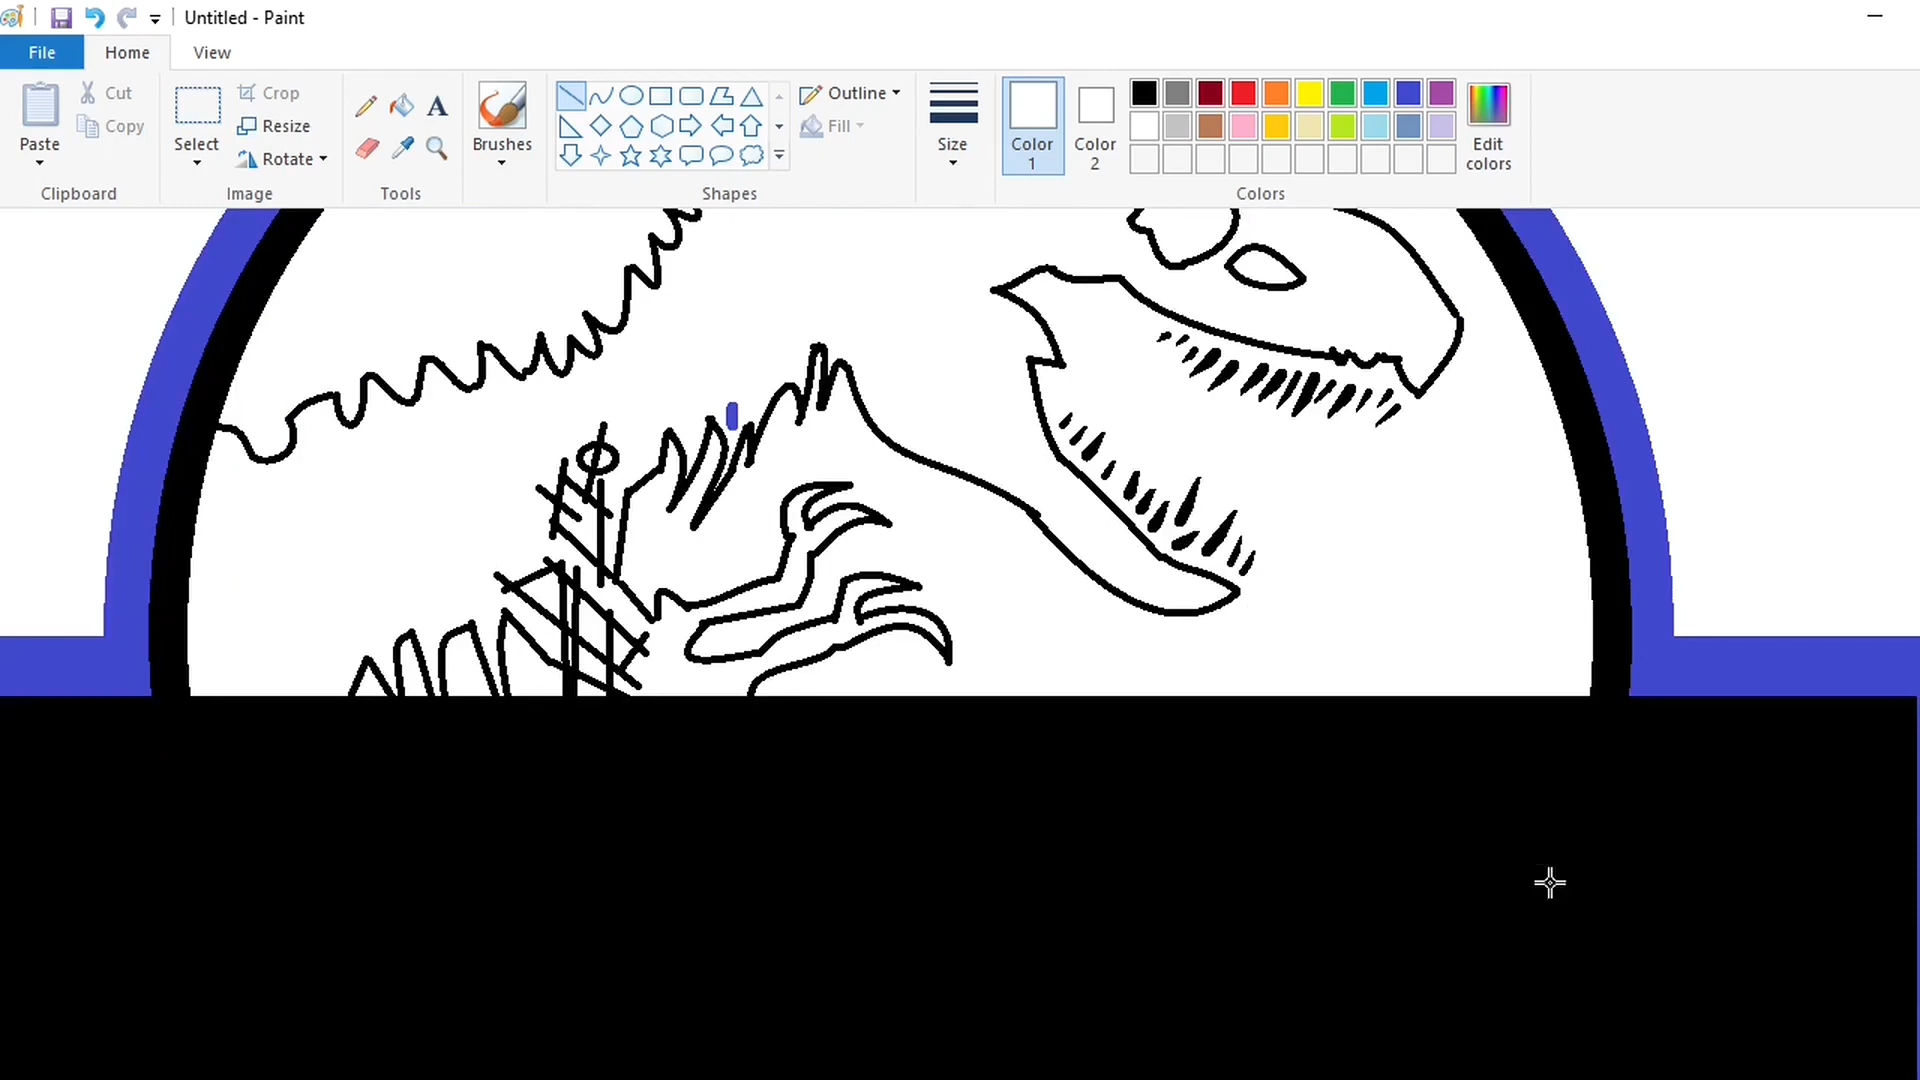 Untitled - Paint
File Home View
Paste Cut Copy
Select Crop Resize Rotate
A
Brushes
Outline Fill
Size
Color 1 Color 2
Edit colors
Clipboard Image Tools Shapes Colors